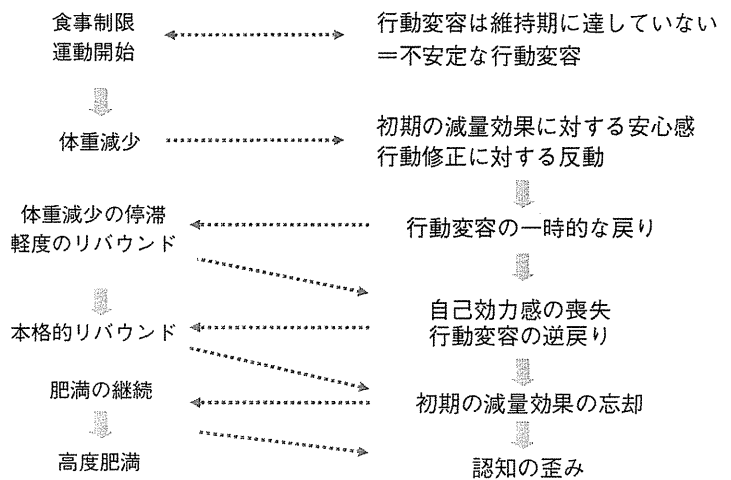 食事制限
運動開始
行動変容は維持期に達していない
＝不安定な行動変容
体重減少
初期の減量効果に対する安心感
行動修正に対する反動
体重減少の停滞
軽度のリバウンド
行動変容の一時的な戻り
自己効力感の喪失
行動変容の逆戻り
本格的リバウンド
肥満の継続
初期の減量効果の忘却
高度肥満
認知の歪み